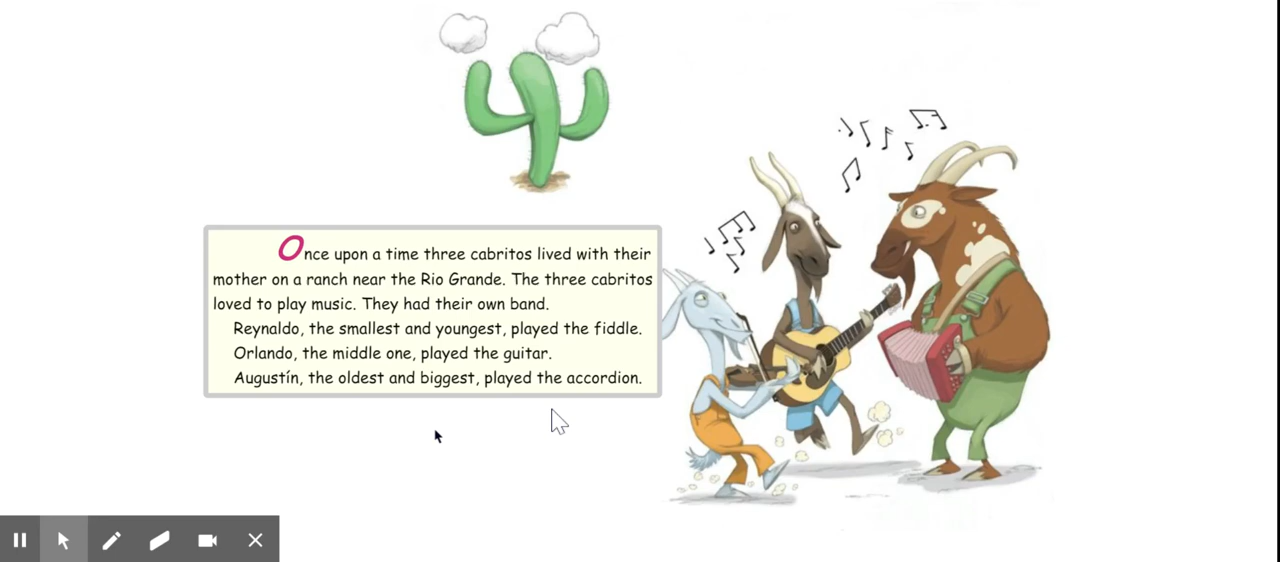 Once upon a time three cabritos lived with their
mother on a ranch near the Rio Grande. The three cabritos
loved to play music. They had their own band.
Reynaldo, the smallest and youngest, played the fiddle.
Orlando, the middle one, played the guitar.
Augustín, the oldest and biggest, played the accordion.